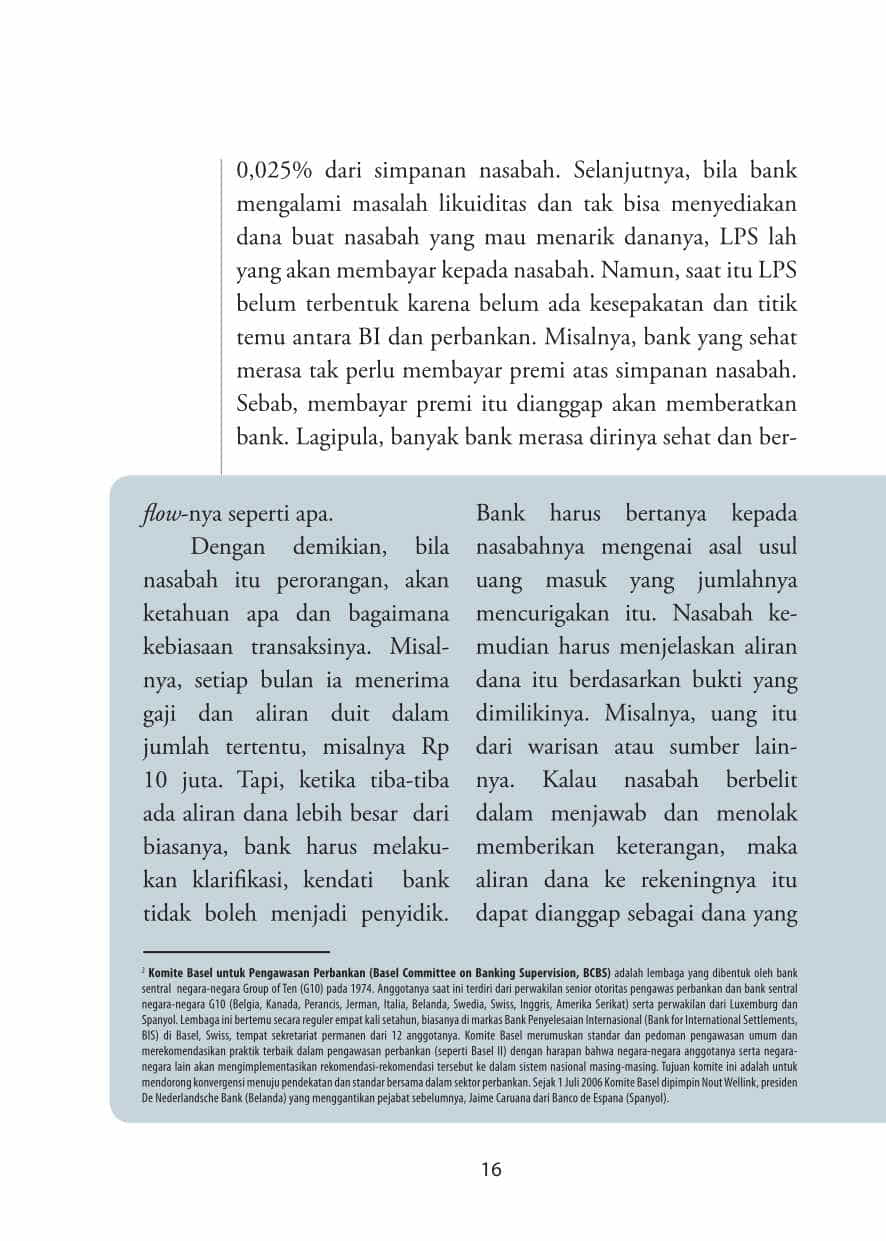 0,025% dari simpanan nasabah. Selanjutnya, bila bank
mengalami masalah likuiditas dan tak bisa menyediakan
dana buat nasabah yang mau menarik dananya, LPS lah
yang akan membayar kepada nasabah. Namun, saat itu LPS
belum terbentuk karena belum ada kesepakatan dan titik
temu antara BI dan perbankan. Misalnya, bank yang sehat
merasa tak perlu membayar premi atas simpanan nasabah.
Sebab, membayar premi itu dianggap akan memberatkan
bank. Lagipula, banyak bank merasa dirinya sehat dan ber-
flow-nya seperti apa.
Dengan demikian, bila
nasabah itu perorangan, akan
ketahuan apa dan bagaimana
kebiasaan transaksinya. Misal-
nya, setiap bulan ia menerima
gaji dan aliran duit dalam
jumlah tertentu, misalnya Rp
10 juta. Tapi, ketika tiba-tiba
ada aliran dana lebih besar dari
biasanya, bank harus melaku-
kan klarifikasi, kendati bank
tidak boleh menjadi penyidik.
Bank harus bertanya kepada
nasabahnya mengenai asal usul
uang masuk yang jumlahnya
mencurigakan itu. Nasabah ke-
mudian harus menjelaskan aliran
dana itu berdasarkan bukti yang
dimilikinya. Misalnya, uang itu
dari warisan atau sumber lain-
nya. Kalau nasabah berbelit
dalam menjawab dan menolak
memberikan keterangan, maka
aliran dana ke rekeningnya itu
dapat dianggap sebagai dana yang
2 Komite Basel untuk Pengawasan Perbankan (Basel Committee on Banking Supervision, BCBS) adalah lembaga yang dibentuk oleh bank
sentral negara-negara Group of Ten (G10) pada 1974. Anggotanya saat ini terdiri dari perwakilan senior otoritas pengawas perbankan dan bank sentral
negara-negara G10 (Belgia, Kanada, Perancis, Jerman, Italia, Belanda, Swedia, Swiss, Inggris, Amerika Serikat) serta perwakilan dari Luxemburg dan
Spanyol. Lembaga ini bertemu secara reguler empat kali setahun, biasanya di markas Bank Penyelesaian Internasional (Bank for International Settlements,
BIS) di Basel, Swiss, tempat sekretariat permanen dari 12 anggotanya. Komite Basel merumuskan standar dan pedoman pengawasan umum dan
merekomendasikan praktik terbaik dalam pengawasan perbankan (seperti Basel II) dengan harapan bahwa negara-negara anggotanya serta negara-
negara lain akan mengimplementasikan rekomendasi-rekomendasi tersebut ke dalam sistem nasional masing-masing. Tujuan komite ini adalah untuk
mendorong konvergensi menuju pendekatan dan standar bersama dalam sektor perbankan. Sejak 1 Juli 2006 Komite Basel dipimpin Nout Wellink, presiden
De Nederlandsche Bank (Belanda) yang menggantikan pejabat sebelumnya, Jaime Caruana dari Banco de Espana (Spanyol).
16